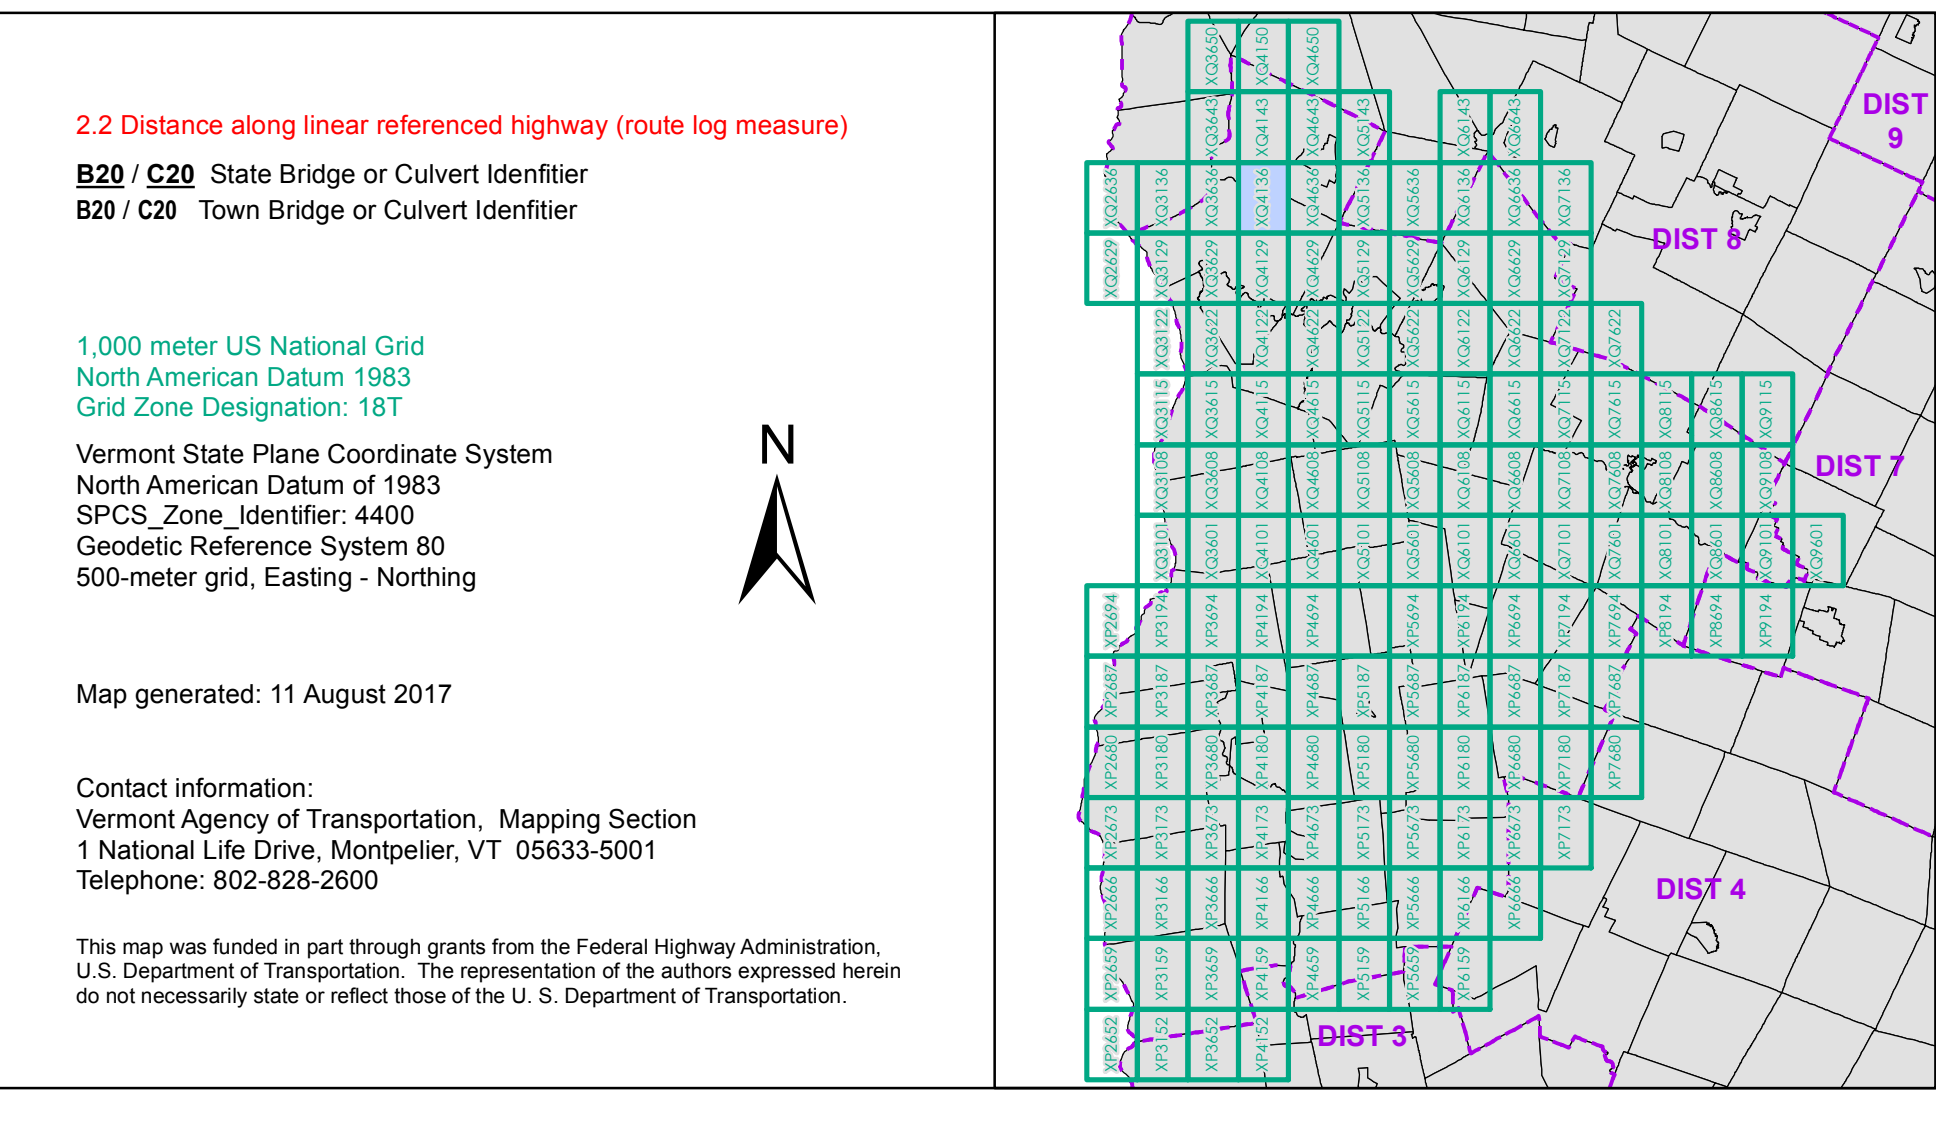 2.2 Distance along linear referenced highway (route log measure)
B20 / C20 State Bridge or Culvert Idenfitier
B20 / C20 Town Bridge or Culvert Idenfitier
1,000 meter US National Grid
North American Datum 1983
Grid Zone Designation: 18T
Vermont State Plane Coordinate System
North American Datum of 1983
SPCS_Zone_Identifier: 4400
Geodetic Reference System 80
500-meter grid, Easting - Northing
N
Map generated: 11 August 2017
Contact information:
Vermont Agency of Transportation, Mapping Section
1 National Life Drive, Montpelier, VT 05633-5001
Telephone: 802-828-2600
This map was funded in part through grants from the Federal Highway Administration,
U.S. Department of Transportation. The representation of the authors expressed herein
do not necessarily state or reflect those of the U. S. Department of Transportation.
XQ3650 XQ4150 XQ4650
XQ3643 XQ4143 XQ4643 XQ5143 XQ6143 XQ6643
XQ2636 XQ3136 XQ3636 XQ4136 XQ4636 XQ5136 XQ5636 XQ6136 XQ6636 XQ7136
XQ2629 XQ3129 XQ3629 XQ4129 XQ4629 XQ5129 XQ5629 XQ6129 XQ6629 XQ7129
XQ3122 XQ3622 XQ4122 XQ4622 XQ5122 XQ5622 XQ6122 XQ6622 XQ7122 XQ7622
XQ3115 XQ3615 XQ4115 XQ4615 XQ5115 XQ5615 XQ6115 XQ6615 XQ7115 XQ7615 XQ8115 XQ8615 XQ9115
XQ3108 XQ3608 XQ4108 XQ4608 XQ5108 XQ5608 XQ6108 XQ6608 XQ7108 XQ7608 XQ8108 XQ8608 XQ9108
XQ3101 XQ3601 XQ4101 XQ4601 XQ5101 XQ5601 XQ6101 XQ6601 XQ7101 XQ7601 XQ8101 XQ8601 XQ9101 XQ9601
XP2694 XP3194 XP3694 XP4194 XP4694 XP5194 XP5694 XP6194 XP6694 XP7194 XP7694 XP8194 XP8694 XP9194
XP2687 XP3187 XP3687 XP4187 XP4687 XP5187 XP5687 XP6187 XP6687 XP7187 XP7687
XP2680 XP3180 XP3680 XP4180 XP4680 XP5180 XP5680 XP6180 XP6680 XP7180 XP7680
XP2673 XP3173 XP3673 XP4173 XP4673 XP5173 XP5673 XP6173 XP6673 XP7173
XP2666 XP3166 XP3666 XP4166 XP4666 XP5166 XP5666 XP6166 XP6666
XP2659 XP3159 XP3659 XP4159 XP4659 XP5159 XP5659 XP6159
XP2652 XP3152 XP3652 XP4152
DIST
9
DIST 8
DIST 7
DIST 4
DIST 3